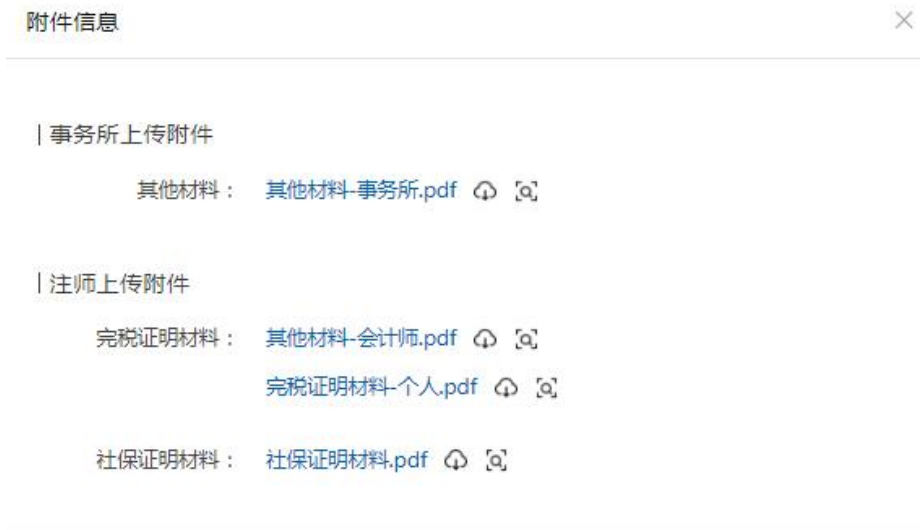 附件信息
事务所上传附件
其他材料： 其他材料-事务所.pdf
注师上传附件
完税证明材料： 其他材料-会计师.pdf
完税证明材料-个人.pdf
社保证明材料： 社保证明材料.pdf